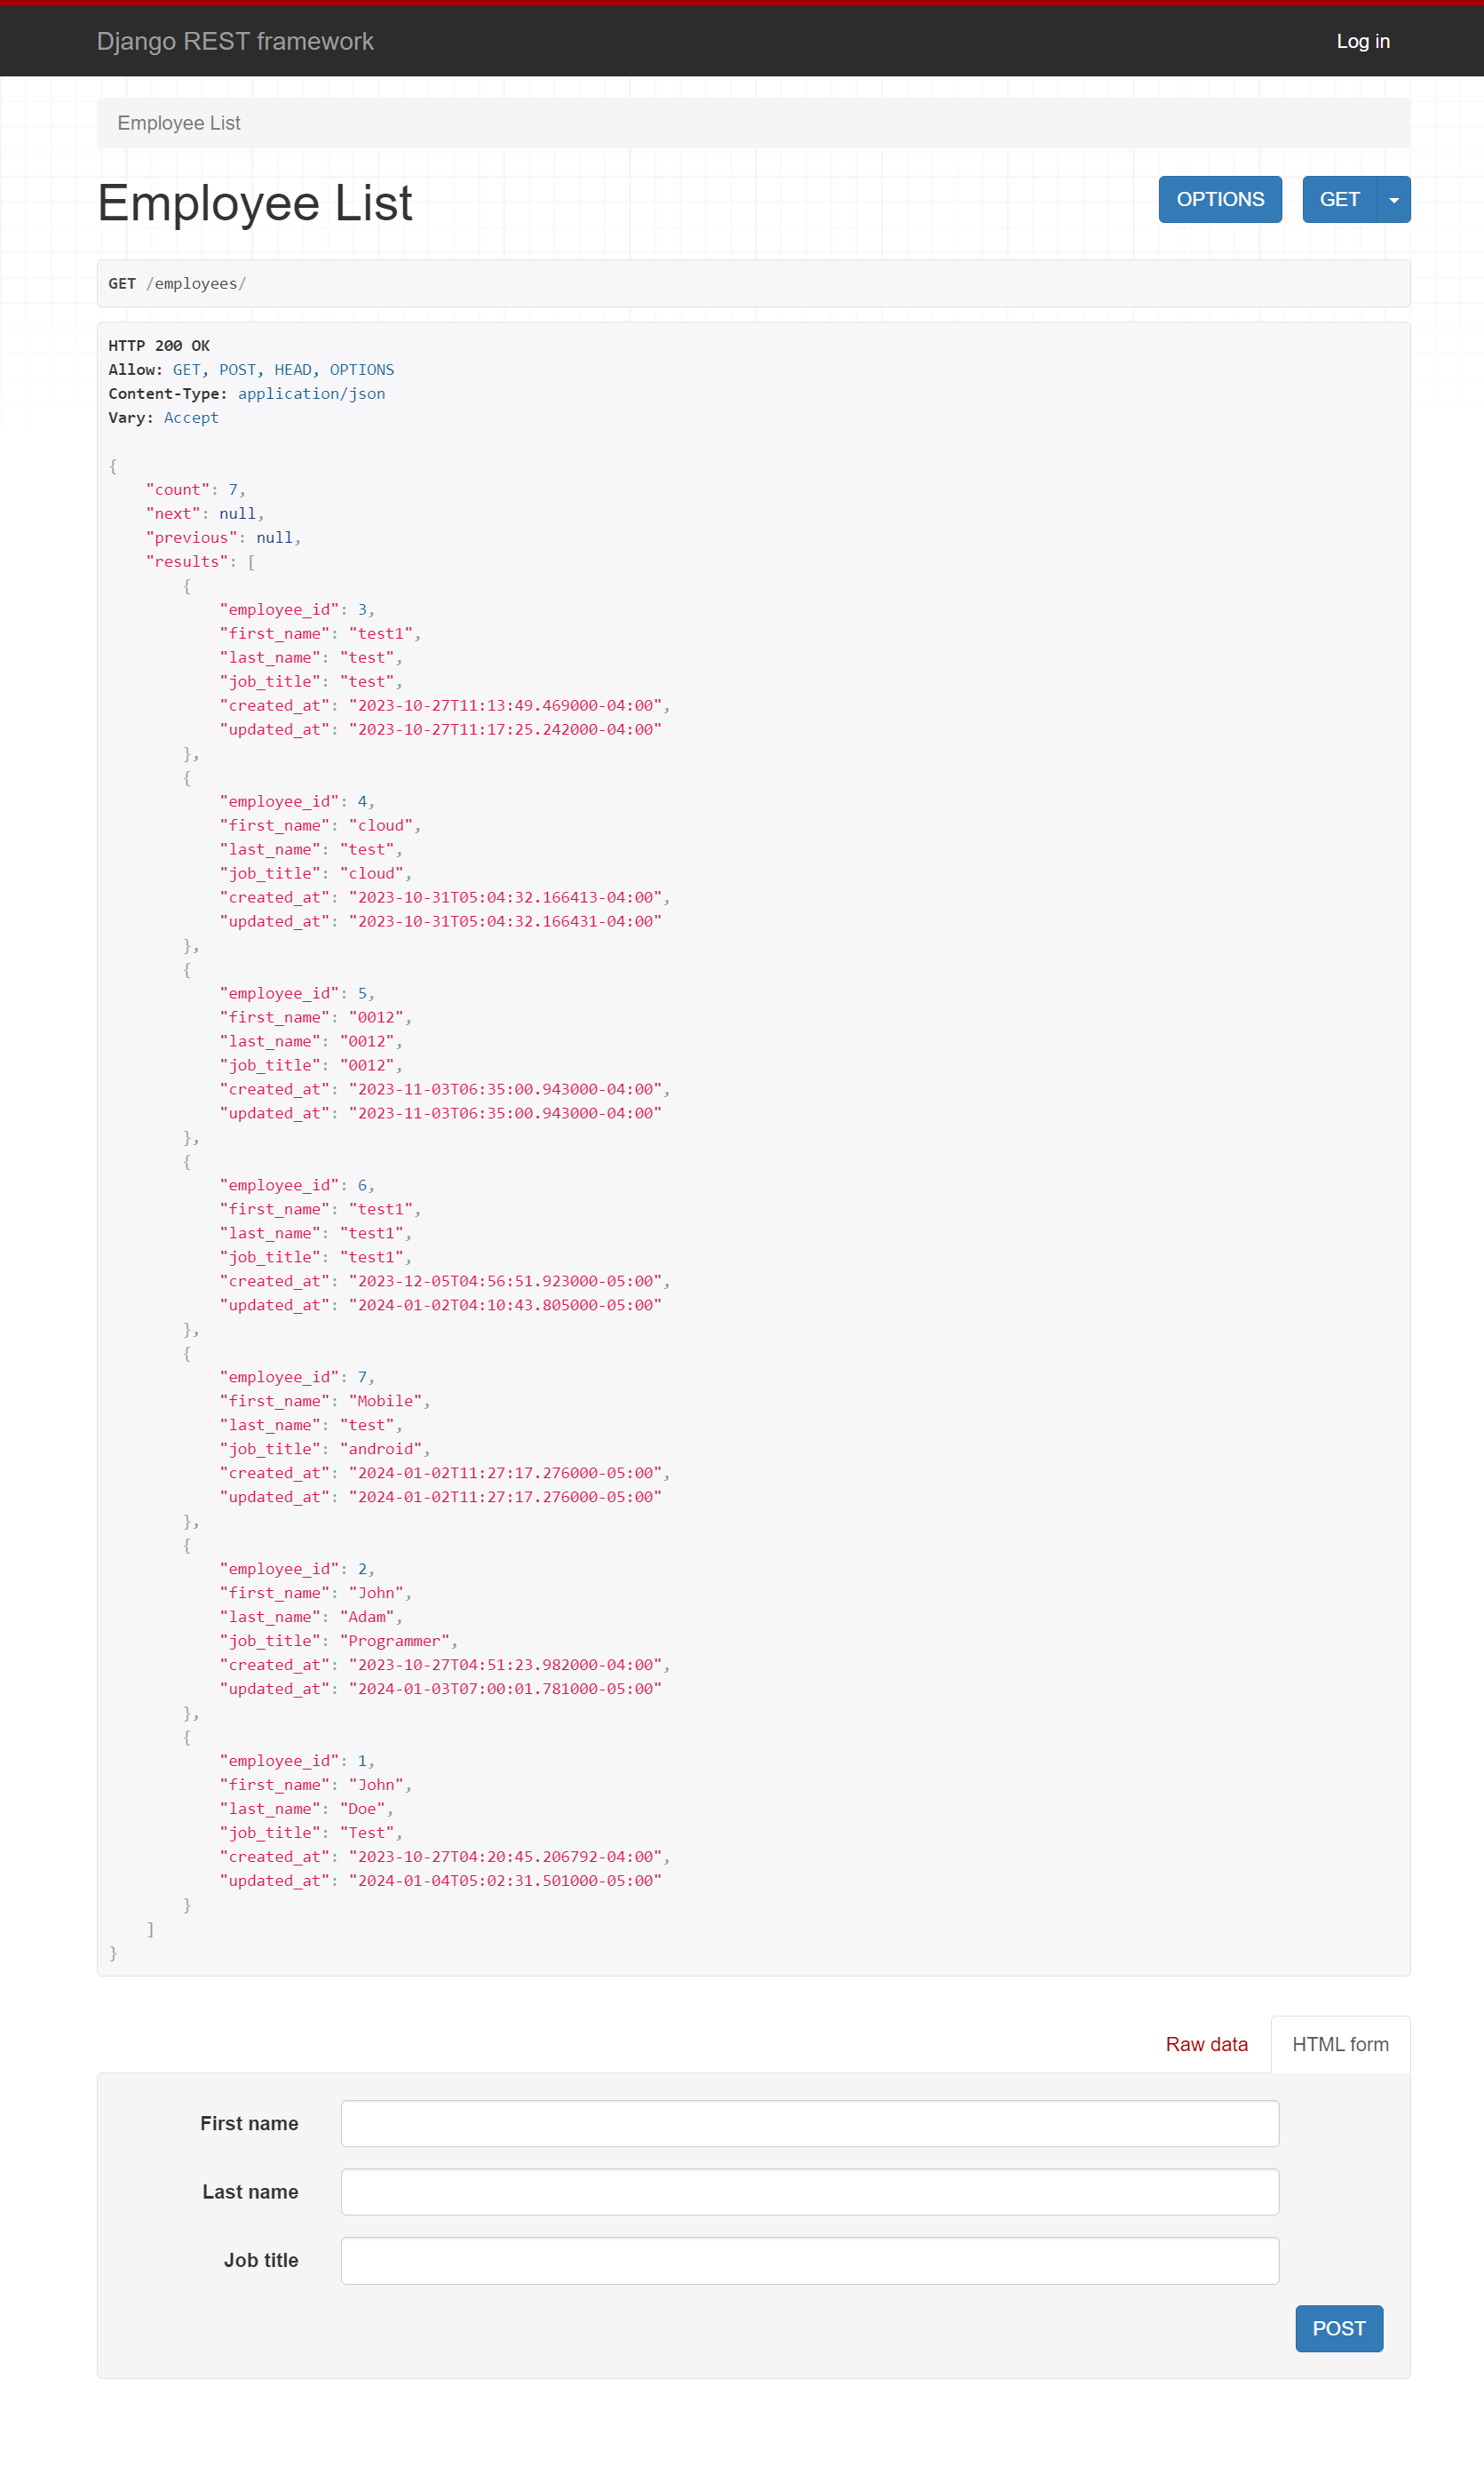 Django REST framework
Log in
Employee List
Employee List
OPTIONS
GET
GET /employees/
HTTP 200 OK
Allow: GET, POST, HEAD, OPTIONS
Content-Type: application/json
Vary: Accept
{
    "count": 7,
    "next": null,
    "previous": null,
    "results": [
        {
            "employee_id": 3,
            "first_name": "test1",
            "last_name": "test",
            "job_title": "test",
            "created_at": "2023-10-27T11:13:49.469000-04:00",
            "updated_at": "2023-10-27T11:17:25.242000-04:00"
        },
        {
            "employee_id": 4,
            "first_name": "cloud",
            "last_name": "test",
            "job_title": "cloud",
            "created_at": "2023-10-31T05:04:32.166413-04:00",
            "updated_at": "2023-10-31T05:04:32.166431-04:00"
        },
        {
            "employee_id": 5,
            "first_name": "0012",
            "last_name": "0012",
            "job_title": "0012",
            "created_at": "2023-11-03T06:35:00.943000-04:00",
            "updated_at": "2023-11-03T06:35:00.943000-04:00"
        },
        {
            "employee_id": 6,
            "first_name": "test1",
            "last_name": "test1",
            "job_title": "test1",
            "created_at": "2023-12-05T04:56:51.923000-05:00",
            "updated_at": "2024-01-02T04:10:43.805000-05:00"
        },
        {
            "employee_id": 7,
            "first_name": "Mobile",
            "last_name": "test",
            "job_title": "android",
            "created_at": "2024-01-02T11:27:17.276000-05:00",
            "updated_at": "2024-01-02T11:27:17.276000-05:00"
        },
        {
            "employee_id": 2,
            "first_name": "John",
            "last_name": "Adam",
            "job_title": "Programmer",
            "created_at": "2023-10-27T04:51:23.982000-04:00",
            "updated_at": "2024-01-03T07:00:01.781000-05:00"
        },
        {
            "employee_id": 1,
            "first_name": "John",
            "last_name": "Doe",
            "job_title": "Test",
            "created_at": "2023-10-27T04:20:45.206792-04:00",
            "updated_at": "2024-01-04T05:02:31.501000-05:00"
        }
    ]
}
Raw data
HTML form
First name
Last name
Job title
POST